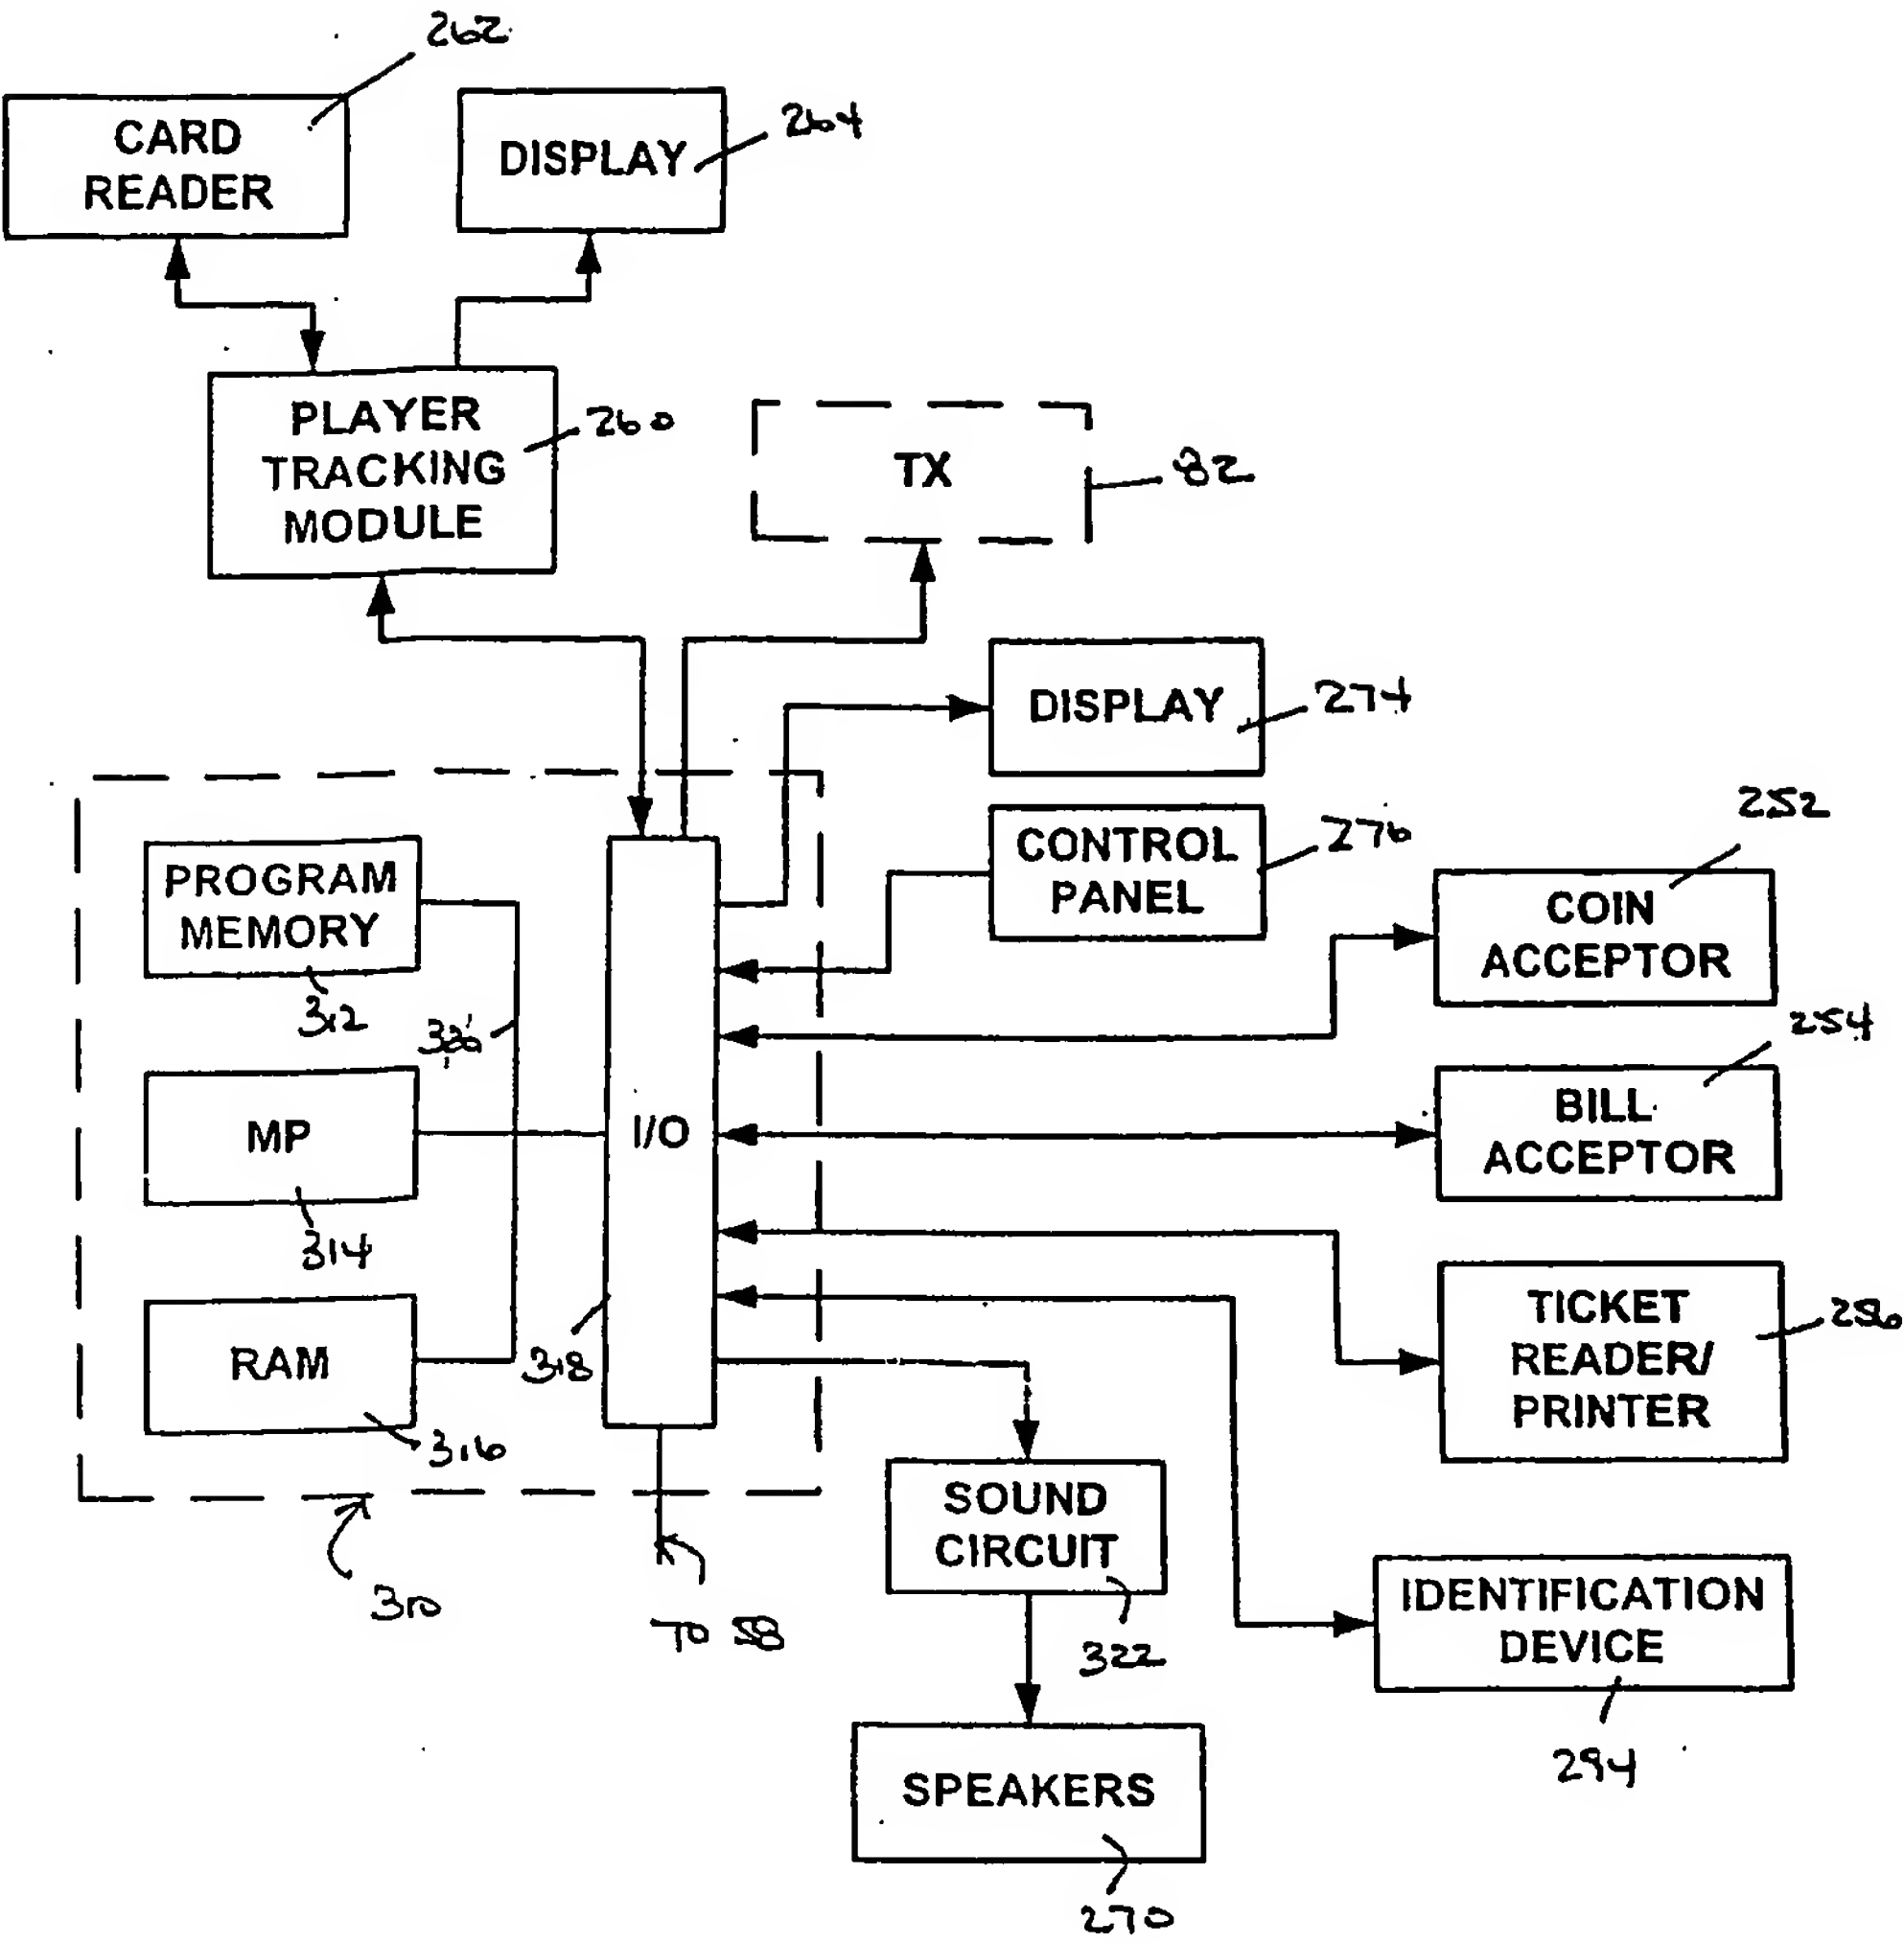 262
CARD
READER
DISPLAY
264
PLAYER
TRACKING
MODULE
260
TX
82
DISPLAY
274
CONTROL
PANEL
276
252
COIN
ACCEPTOR
PROGRAM
MEMORY
312
254
BILL
ACCEPTOR
MP
314
I/O
RAM
316
318
TICKET
READER/
PRINTER
256
310
TO 58
SOUND
CIRCUIT
322
IDENTIFICATION
DEVICE
294
SPEAKERS
270